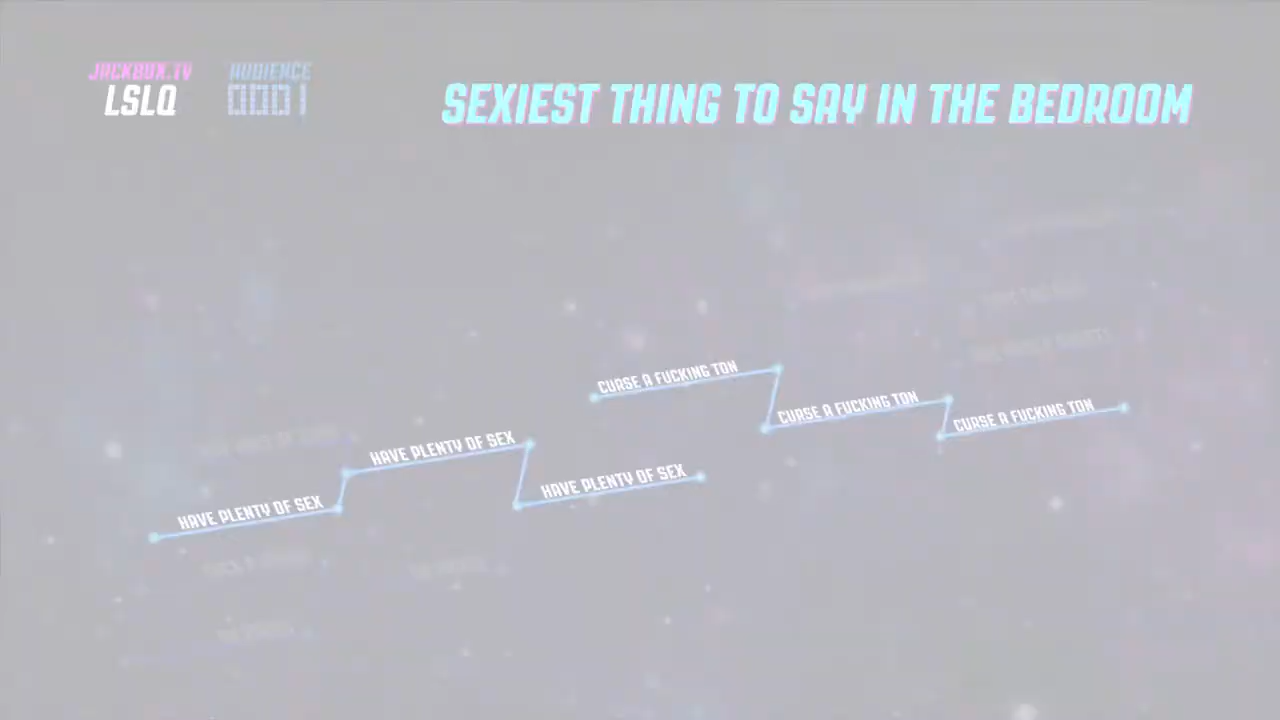 JACKBOX.TV
AUDIENCE
LSLQ
0001
SEXIEST THING TO SAY IN THE BEDROOM
CURSE A FUCKING TON
CURSE A FUCKING TON
CURSE A FUCKING TON
HAVE PLENTY OF SEX
HAVE PLENTY OF SEX
HAVE PLENTY OF SEX